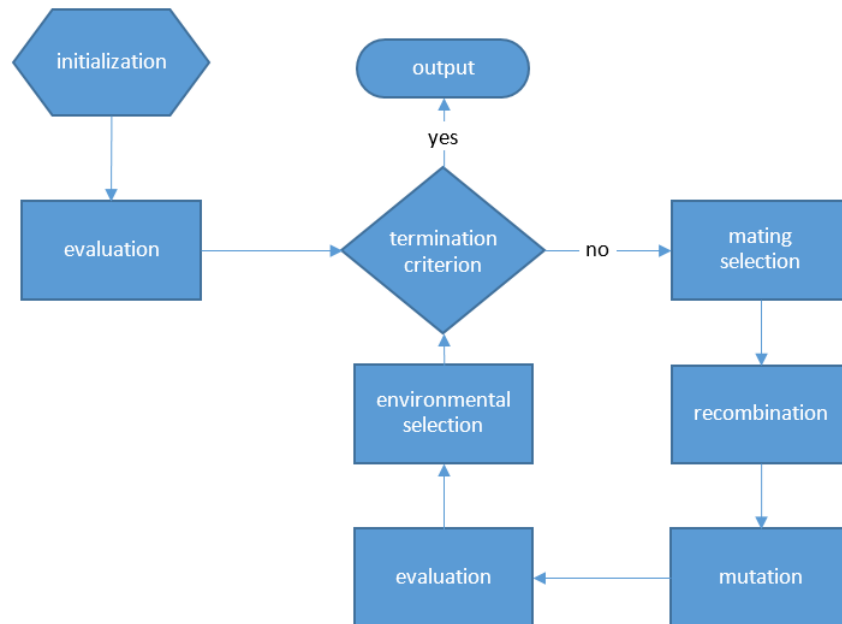 initialization
output
yes
evaluation
termination
criterion
no
mating
selection
environmental
selection
recombination
evaluation
mutation